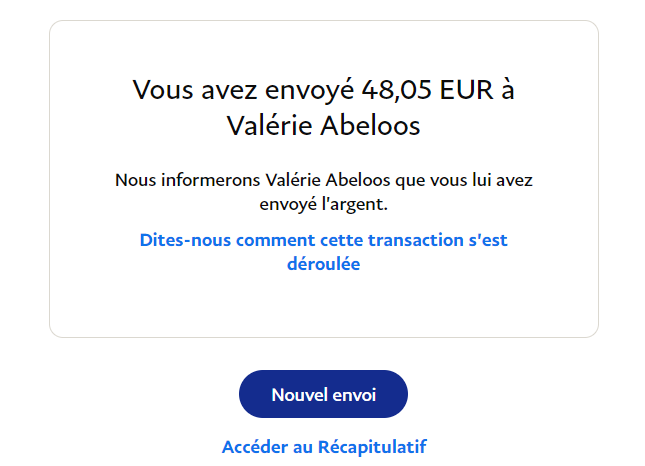 Vous avez envoyé 48,05 EUR à
Valérie Abeloos
Nous informerons Valérie Abeloos que vous lui avez
envoyé l'argent.
Dites-nous comment cette transaction s'est
déroulée
Nouvel envoi
Accéder au Récapitulatif